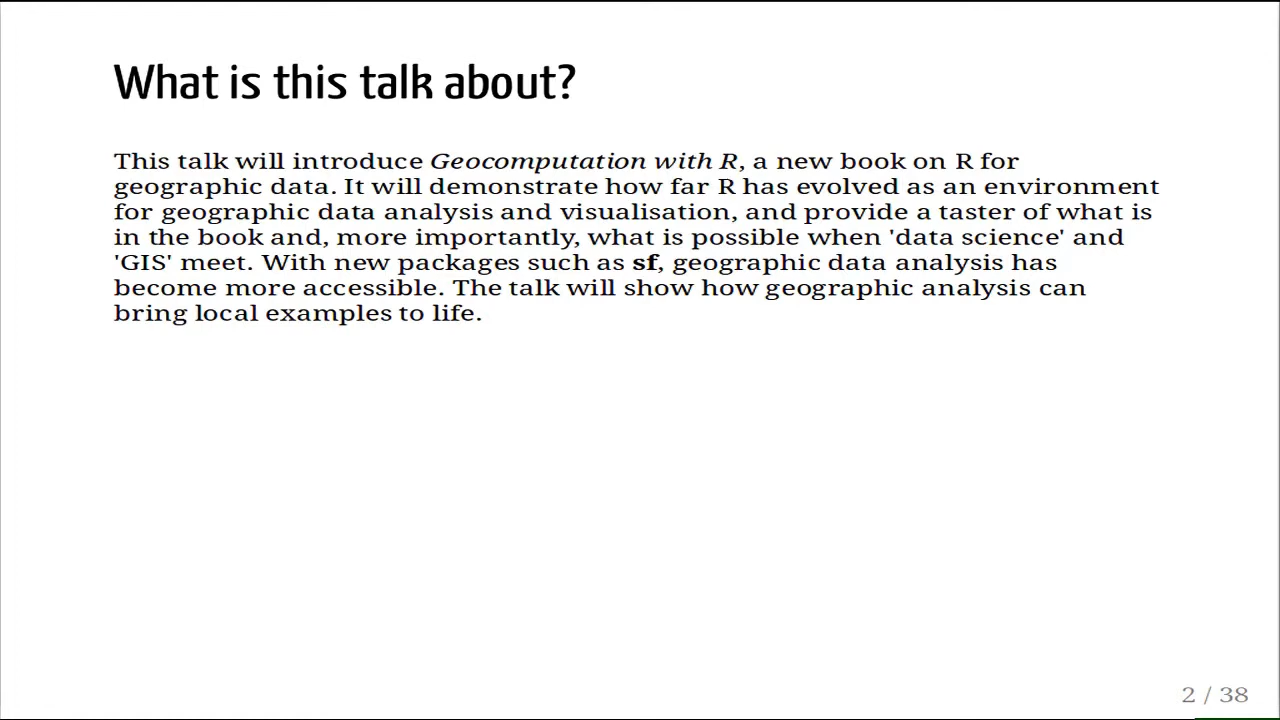 What is this talk about?
This talk will introduce Geocomputation with R, a new book on R for
geographic data. It will demonstrate how far R has evolved as an environment
for geographic data analysis and visualisation, and provide a taster of what is
in the book and, more importantly, what is possible when 'data science' and
'GIS' meet. With new packages such as sf, geographic data analysis has
become more accessible. The talk will show how geographic analysis can
bring local examples to life.
2 / 38